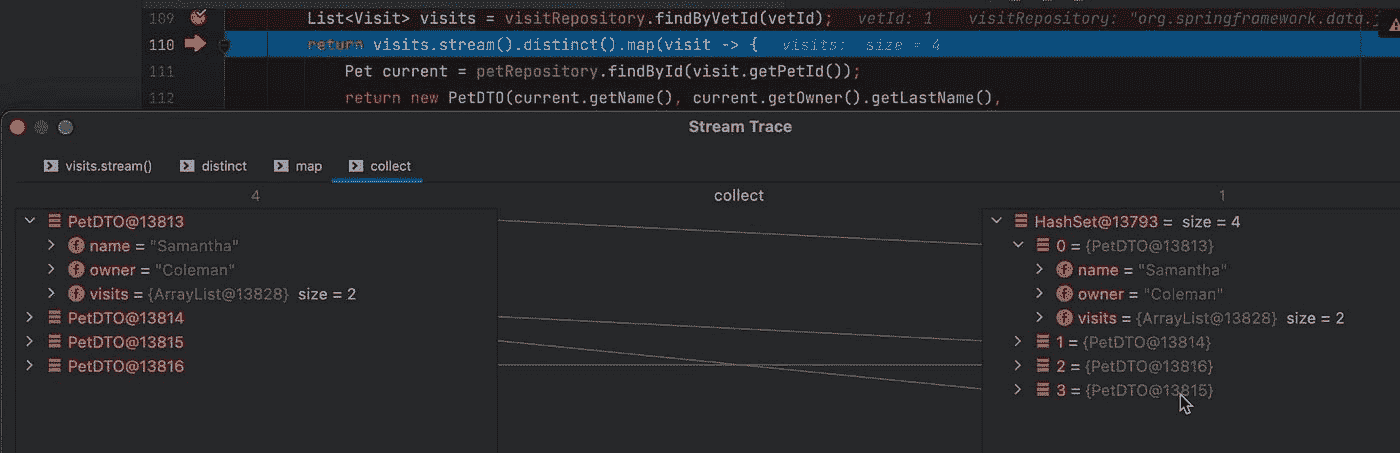 109 List<Visit> visits = visitRepository.findByVetId(vetId); vetId: 1 visitRepository: "org.springframework.data.j
110 return visits.stream().distinct().map(visit -> { visits: size = 4
111 Pet current = petRepository.findById(visit.getPetId());
112 return new PetDTO(current.getName(), current.getOwner().getLastName(),
Stream Trace
visits.stream() distinct map collect
4 collect 1
PetDTO@13813
name = "Samantha"
owner = "Coleman"
visits = {ArrayList@13828} size = 2
PetDTO@13814
PetDTO@13815
PetDTO@13816
HashSet@13793 = size = 4
0 = {PetDTO@13813}
name = "Samantha"
owner = "Coleman"
visits = {ArrayList@13828} size = 2
1 = {PetDTO@13814}
2 = {PetDTO@13816}
3 = {PetDTO@13815}